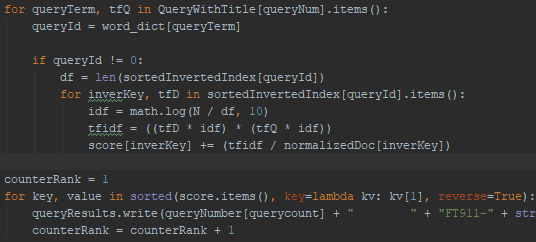 for queryTerm, tfQ in QueryWithTitle[queryNum].items():
queryId = word_dict[queryTerm]
if queryId != 0:
df = len(sortedInvertedIndex[queryId])
for inverKey, tfD in sortedInvertedIndex[queryId].items():
idf = math.log(N / df, 10)
tfidf = ((tfD * idf) * (tfQ * idf))
score[inverKey] += (tfidf / normalizedDoc[inverKey])
counterRank = 1
for key, value in sorted(score.items(), key=lambda kv: kv[1], reverse=True):
queryResults.write(queryNumber[querycount] + "        " + "FT911-" + str
counterRank = counterRank + 1